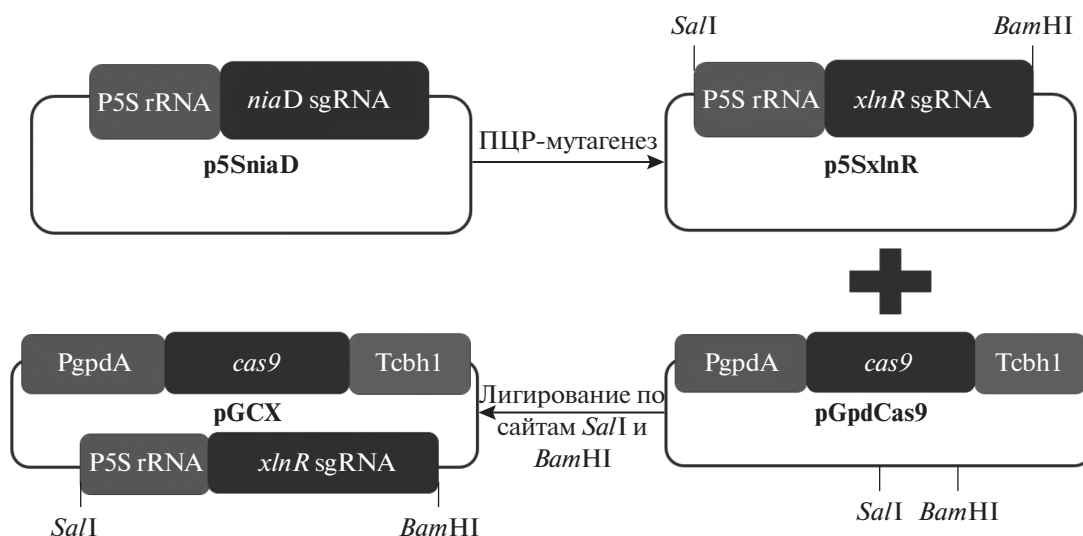 SalI
BamHI
P5S rRNA
niaD sgRNA
p5SniaD
ПЦР-мутагенез
P5S rRNA
xlnR sgRNA
p5SxlnR
PgpdA
cas9
Tcbh1
pGCX
P5S rRNA
xlnR sgRNA
SalI
BamHI
Лигирование по
сайтам SalI и
BamHI
PgpdA
cas9
Tcbh1
pGpdCas9
SalI
BamHI